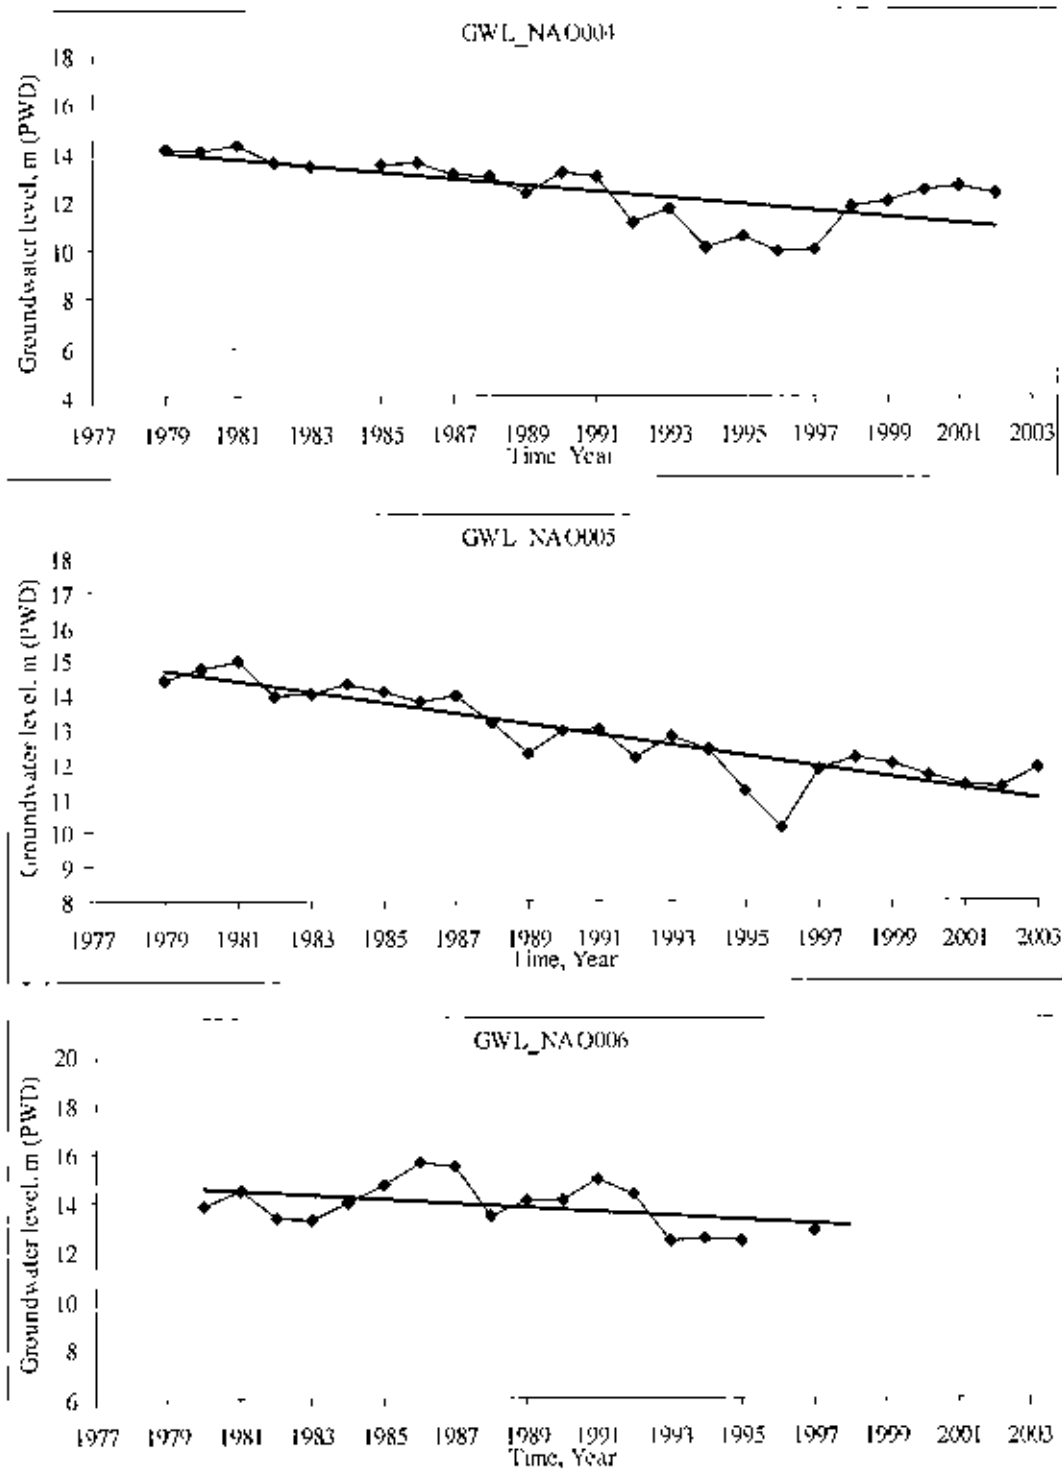 GWL_NAO004
Groundwater level, m (PWD)
18
16
14
12
10
8
6
4
1977 1979 1981 1983 1985 1987 1989 1991 1993 1995 1997 1999 2001 2003
Time, Year
GWL_NAO005
Groundwater level, m (PWD)
18
17
16
15
14
13
12
11
10
9
8
1977 1979 1981 1983 1985 1987 1989 1991 1993 1995 1997 1999 2001 2003
Time, Year
GWL_NAO006
Groundwater level, m (PWD)
20
18
16
14
12
10
8
6
1977 1979 1981 1983 1985 1987 1989 1991 1993 1995 1997 1999 2001 2003
Time, Year